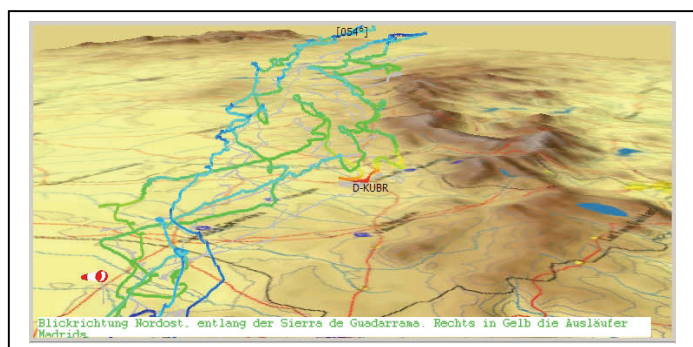 [054°]
D-KUBR
Blickrichtung Nordost, entlang der Sierra de Guadarrama. Rechts in Gelb die Ausläufer
Madrids